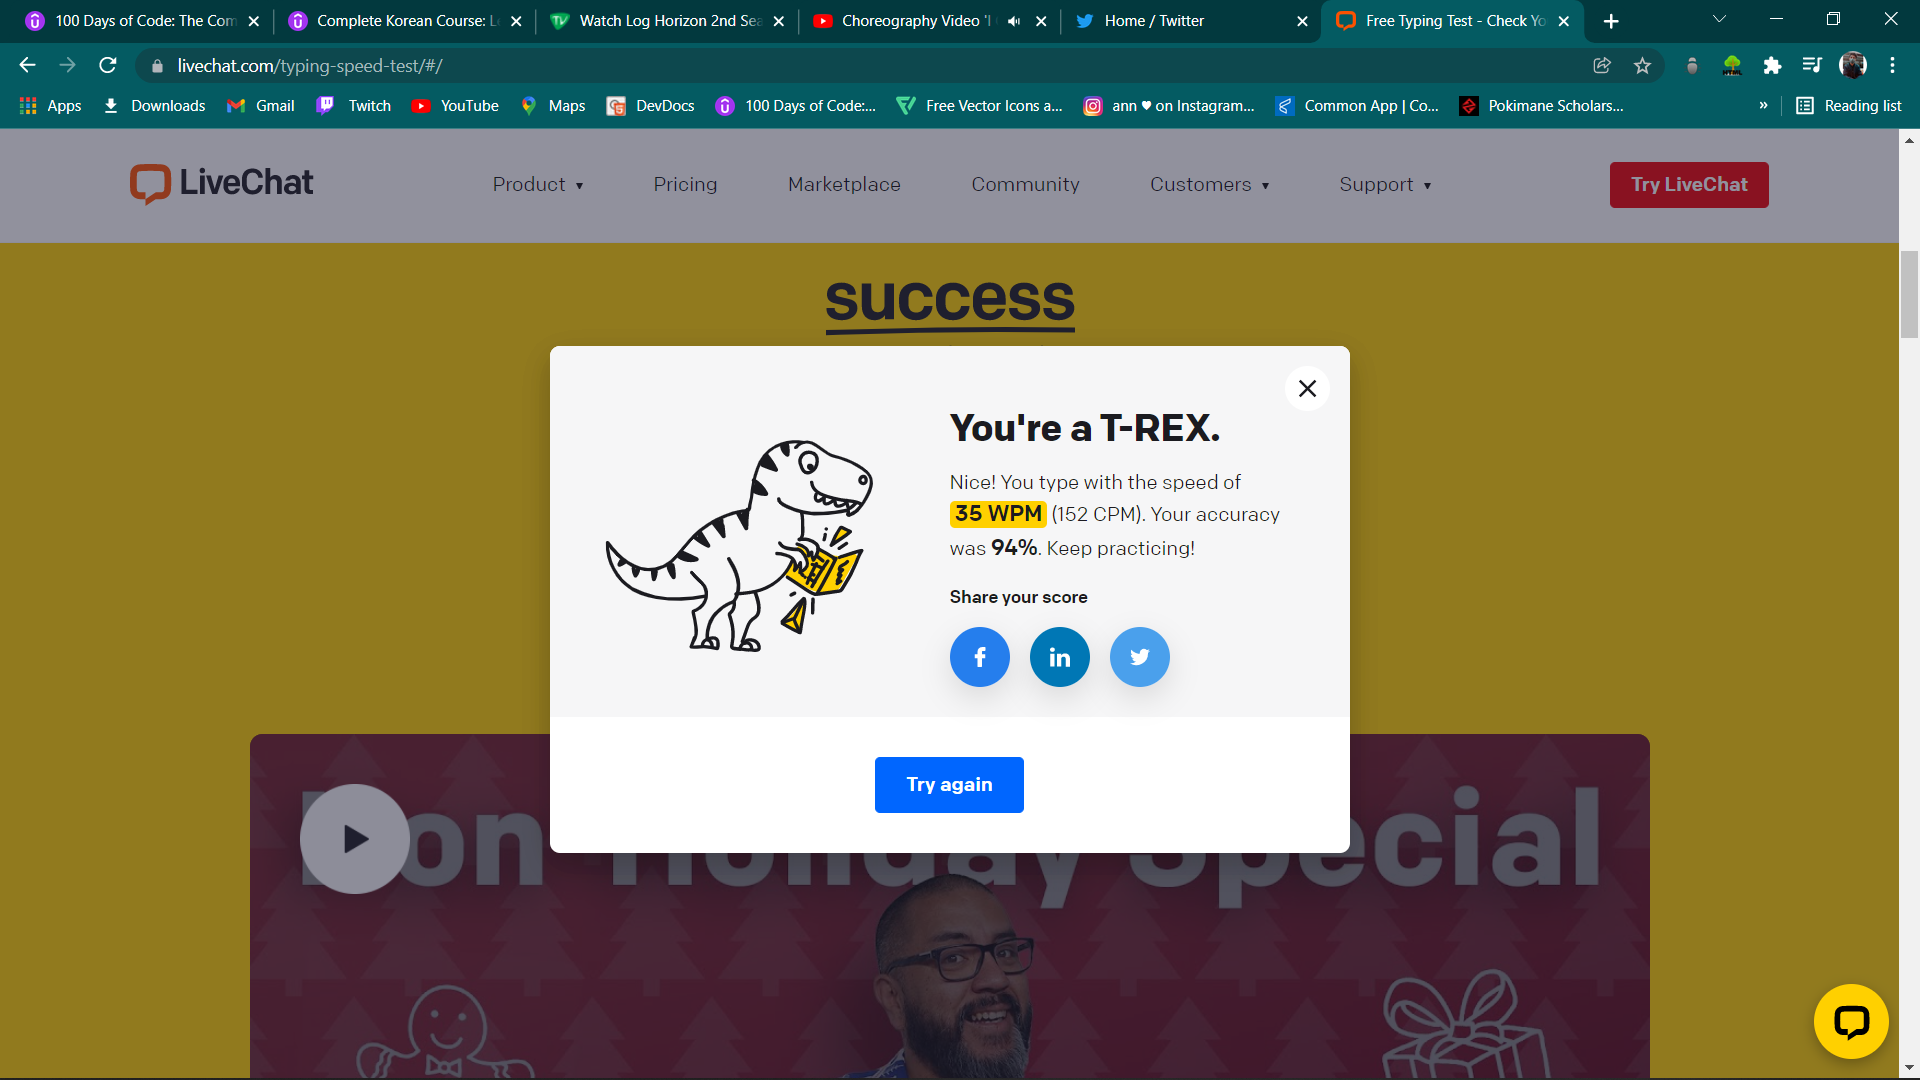 100 Days of Code: The Com
Complete Korean Course: L
Watch Log Horizon 2nd Sea
Choreography Video 'I
Home / Twitter
Free Typing Test - Check Yo
livechat.com/typing-speed-test/#/
Apps
Downloads
Gmail
Twitch
YouTube
Maps
DevDocs
100 Days of Code:...
Free Vector Icons a...
ann ♥ on Instagram...
Common App | Co...
Pokimane Scholars...
»
Reading list
LiveChat
Product ▾
Pricing
Marketplace
Community
Customers ▾
Support ▾
Try LiveChat
success
You're a T-REX.
Nice! You type with the speed of
35 WPM (152 CPM). Your accuracy
was 94%. Keep practicing!
Share your score
f
in
Try again
on Holiday Special